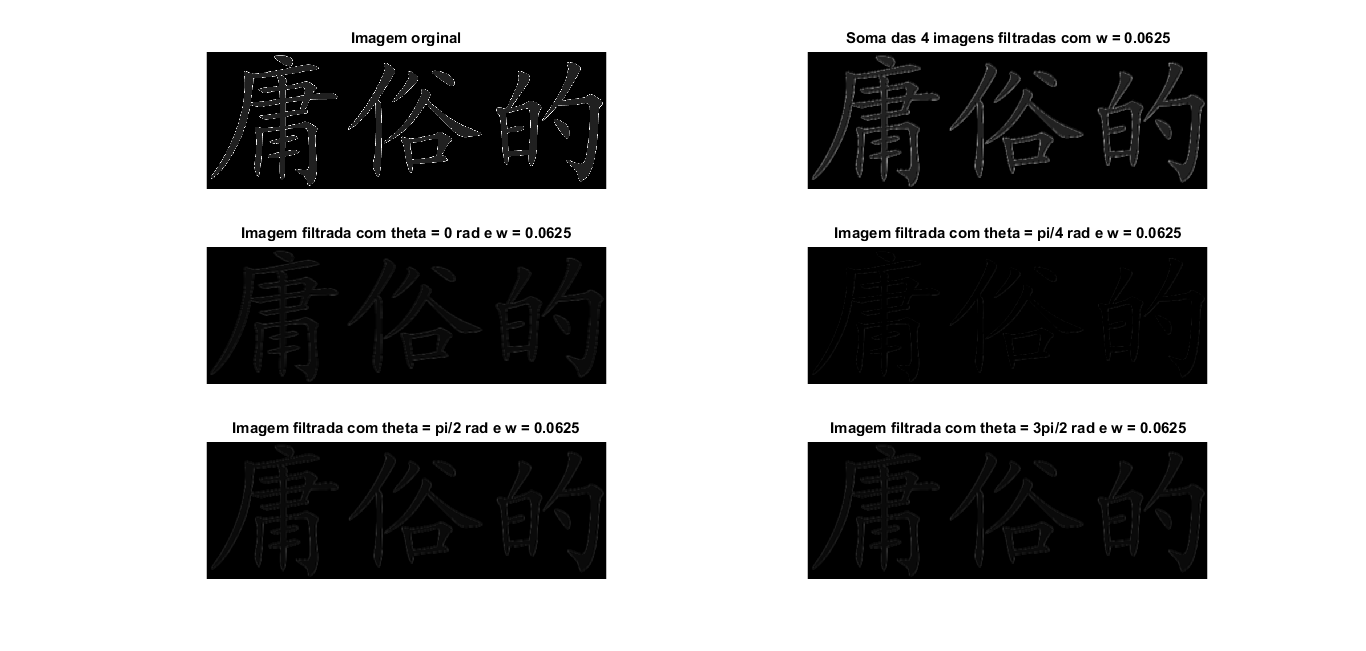 Imagem orginal
庸俗的
Soma das 4 imagens filtradas com w = 0.0625
庸俗的
Imagem filtrada com theta = 0 rad e w = 0.0625
庸俗的
Imagem filtrada com theta = pi/4 rad e w = 0.0625
庸俗的
Imagem filtrada com theta = pi/2 rad e w = 0.0625
庸俗的
Imagem filtrada com theta = 3pi/2 rad e w = 0.0625
庸俗的